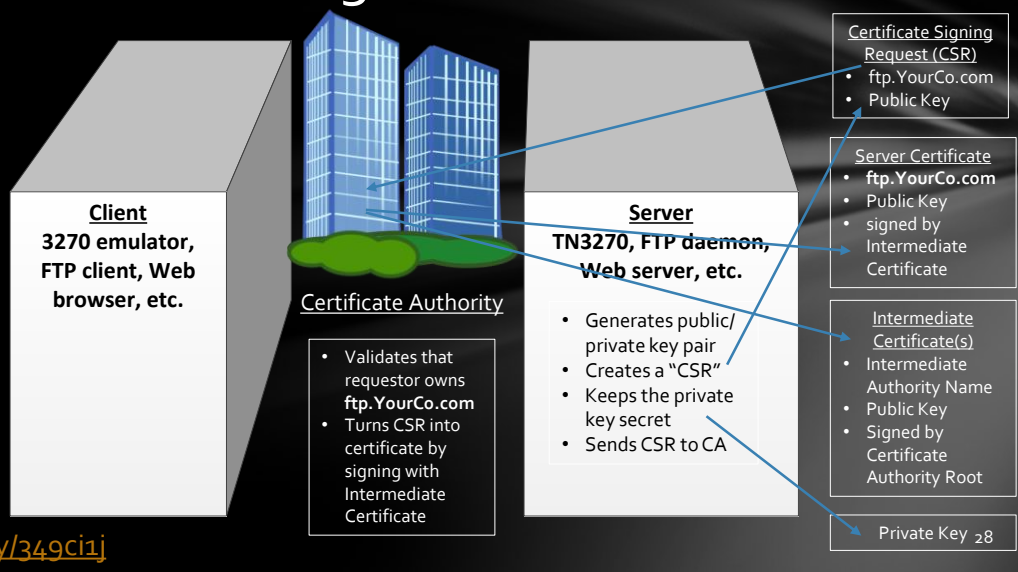 Client
3270 emulator,
FTP client, Web
browser, etc.
Certificate Authority
• Validates that
requestor owns
ftp.YourCo.com
• Turns CSR into
certificate by
signing with
Intermediate
Certificate
Server
TN3270, FTP daemon,
Web server, etc.
• Generates public/
private key pair
• Creates a “CSR”
• Keeps the private
key secret
• Sends CSR to CA
Certificate Signing
Request (CSR)
• ftp.YourCo.com
• Public Key
Server Certificate
• ftp.YourCo.com
• Public Key
• signed by
Intermediate
Certificate
Intermediate
Certificate(s)
• Intermediate
Authority Name
• Public Key
• Signed by
Certificate
Authority Root
Private Key
28
y/349ci1j